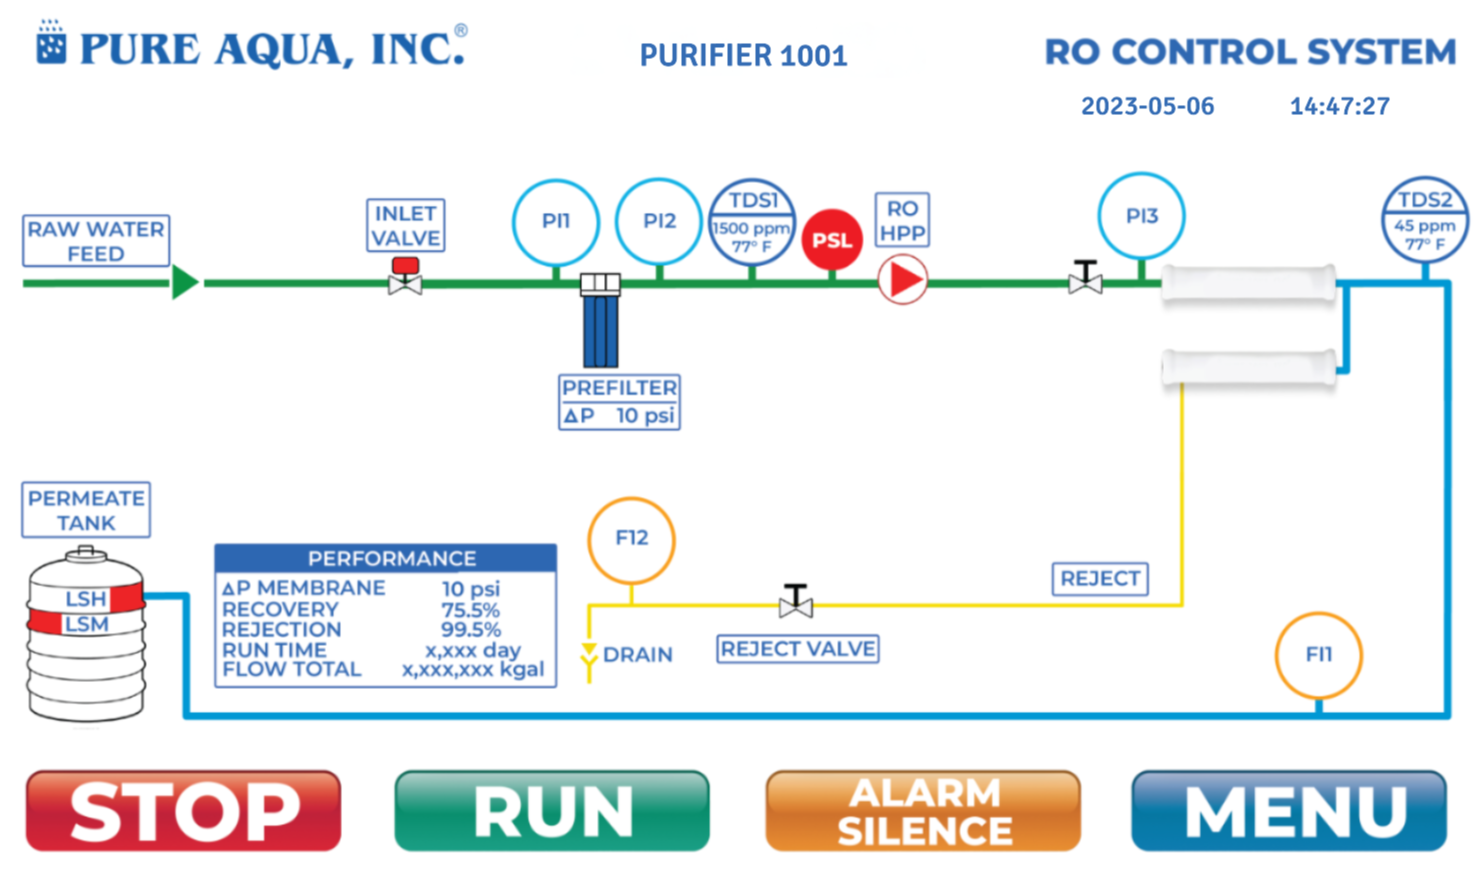 PURE AQUA, INC.®
PURIFIER 1001
RO CONTROL SYSTEM
2023-05-06 14:47:27
RAW WATER
FEED
INLET
VALVE
PI1
PI2
TDS1
1500 ppm
77° F
PSL
RO
HPP
PI3
TDS2
45 ppm
77° F
PREFILTER
ΔP 10 psi
PERMEATE
TANK
LSH
LSM
PERFORMANCE
ΔP MEMBRANE 10 psi
RECOVERY 75.5%
REJECTION 99.5%
RUN TIME x,xxx day
FLOW TOTAL x,xxx,xxx kgal
F12
DRAIN
REJECT VALVE
REJECT
FI1
STOP
RUN
ALARM
SILENCE
MENU